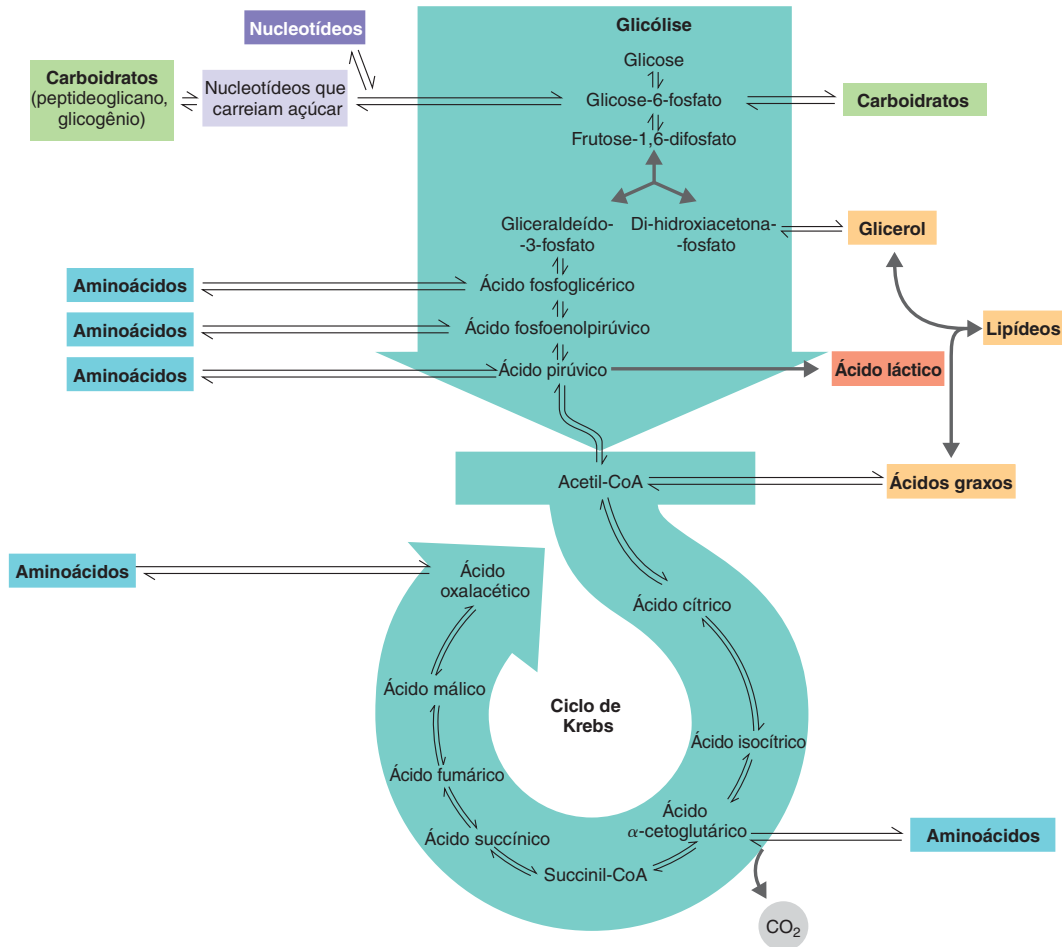 Nucleotídeos
Glicólise
Carboidratos
(peptideoglicano,
glicogênio)
Nucleotídeos que
carreiam açúcar
Glicose
Glicose-6-fosfato
Carboidratos
Frutose-1,6-difosfato
Gliceraldeído-
-3-fosfato
Di-hidroxiacetona-
-fosfato
Glicerol
Aminoácidos
Ácido fosfoglicérico
Aminoácidos
Ácido fosfoenolpirúvico
Lipídeos
Aminoácidos
Ácido pirúvico
Ácido láctico
Acetil-CoA
Ácidos graxos
Aminoácidos
Ácido
oxalacético
Ácido cítrico
Ácido málico
Ciclo de
Krebs
Ácido isocítrico
Ácido fumárico
Ácido
α-cetoglutárico
Aminoácidos
Ácido succínico
Succinil-CoA
CO₂